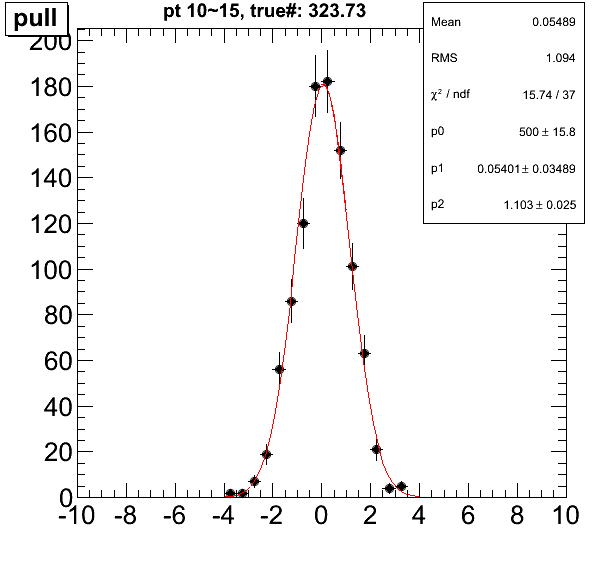 pull
pt 10~15, true#: 323.73
Mean 0.05489
RMS 1.094
χ² / ndf 15.74 / 37
p0 500 ± 15.8
p1 0.05401 ± 0.03489
p2 1.103 ± 0.025
200
180
160
140
120
100
80
60
40
20
0
-10 -8 -6 -4 -2 0 2 4 6 8 10